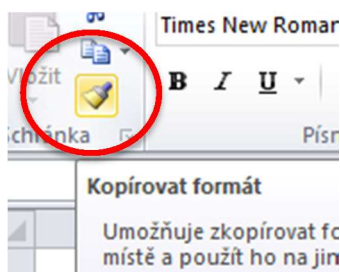 Times New Roman
Vložit
B I U
Schránka Písm
Kopírovat formát
Umožňuje zkopírovat fo
místě a použít ho na jin